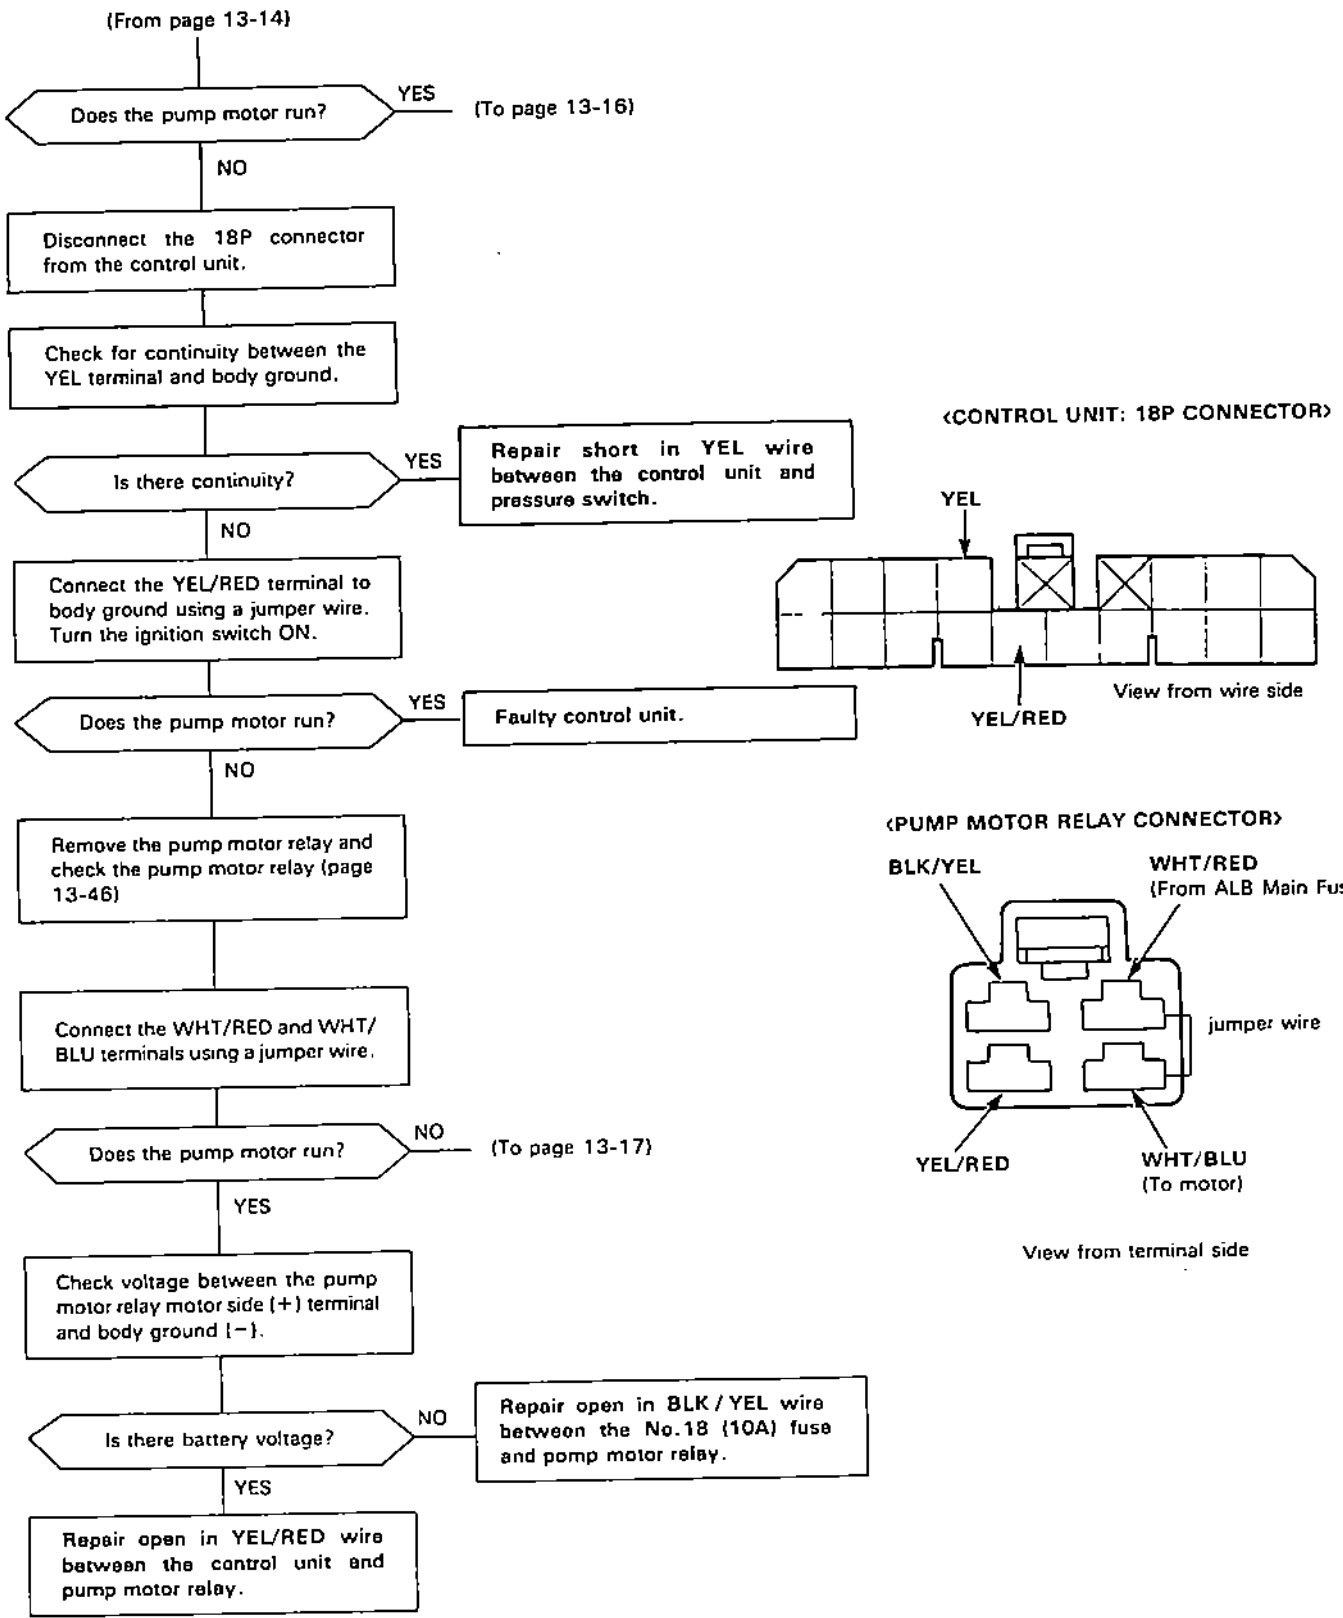 (From page 13-14)
Does the pump motor run?
YES
(To page 13-16)
NO
Disconnect the 18P connector
from the control unit.
Check for continuity between the
YEL terminal and body ground.
Is there continuity?
YES
Repair short in YEL wire
between the control unit and
pressure switch.
NO
Connect the YEL/RED terminal to
body ground using a jumper wire.
Turn the ignition switch ON.
Does the pump motor run?
YES
Faulty control unit.
NO
Remove the pump motor relay and
check the pump motor relay (page
13-46)
Connect the WHT/RED and WHT/
BLU terminals using a jumper wire.
Does the pump motor run?
NO
(To page 13-17)
YES
Check voltage between the pump
motor relay motor side (+) terminal
and body ground (−).
Is there battery voltage?
NO
Repair open in BLK / YEL wire
between the No.18 (10A) fuse
and pomp motor relay.
YES
Repair open in YEL/RED wire
between the control unit and
pump motor relay.
<CONTROL UNIT: 18P CONNECTOR>
YEL
View from wire side
YEL/RED
<PUMP MOTOR RELAY CONNECTOR>
BLK/YEL
WHT/RED
(From ALB Main Fus
jumper wire
YEL/RED
WHT/BLU
(To motor)
View from terminal side